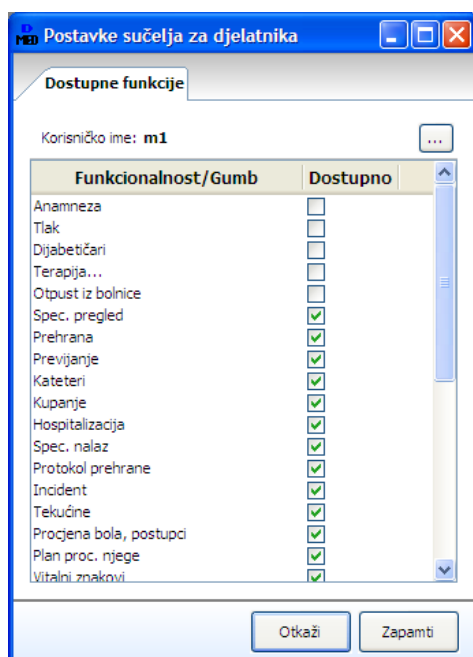 D
MED Postavke sučelja za djelatnika
Dostupne funkcije
Korisničko ime: m1
...
Funkcionalnost/Gumb Dostupno
Anamneza
Tlak
Dijabetičari
Terapija...
Otpust iz bolnice
Spec. pregled
Prehrana
Previjanje
Kateteri
Kupanje
Hospitalizacija
Spec. nalaz
Protokol prehrane
Incident
Tekućine
Procjena bola, postupci
Plan proc. njege
Vitalni znakovi
Otkaži Zapamti